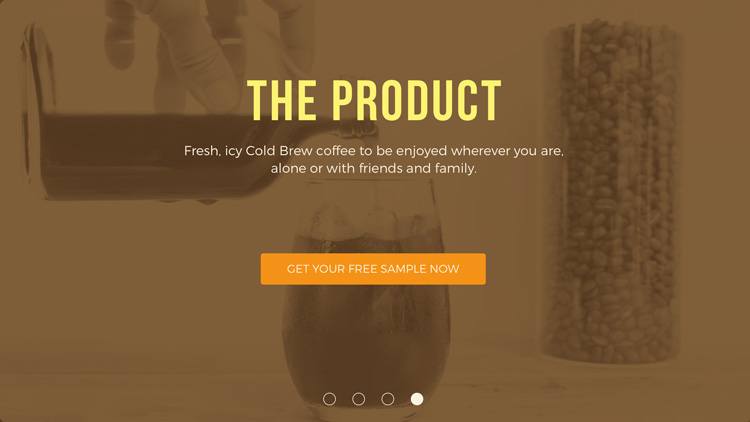 THE PRODUCT
Fresh, icy Cold Brew coffee to be enjoyed wherever you are,
alone or with friends and family.
GET YOUR FREE SAMPLE NOW